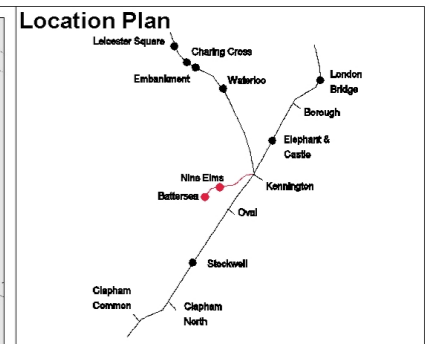 Location Plan
Leicester Square
Charing Cross
Embankment
Waterloo
London
Bridge
Borough
Elephant &
Castle
Nine Elms
Kennington
Battersea
Oval
Stockwell
Clapham
Common
Clapham
North